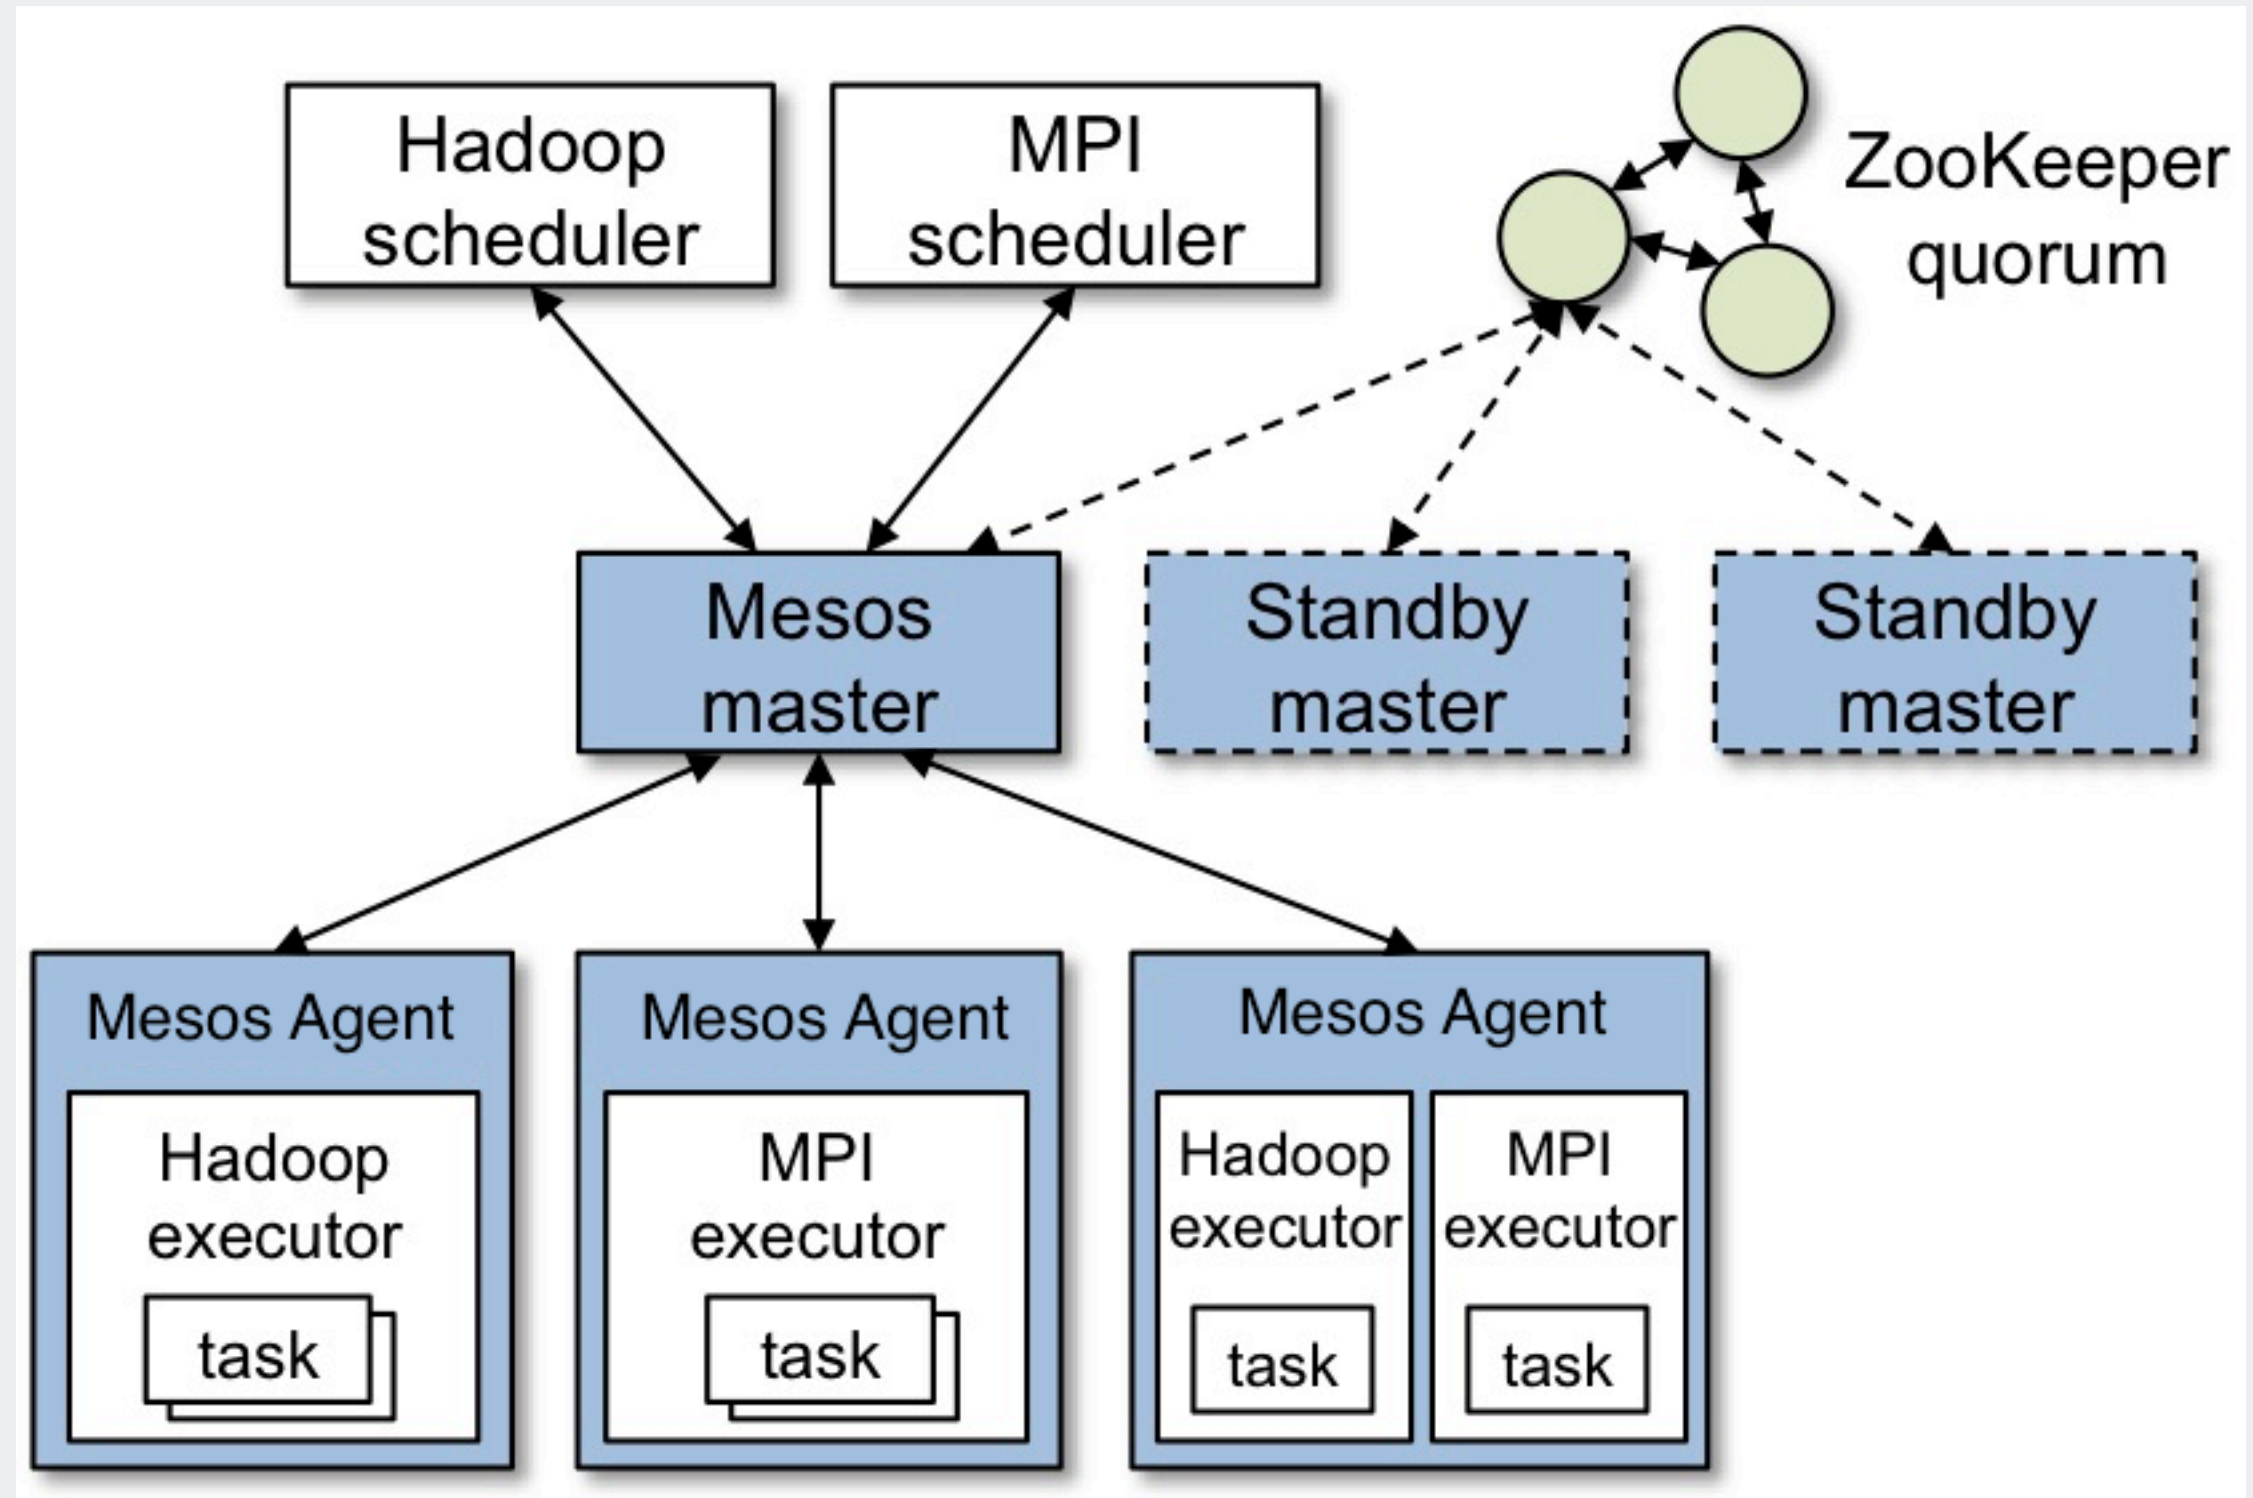 Hadoop
scheduler
MPI
scheduler
ZooKeeper
quorum
Mesos
master
Standby
master
Standby
master
Mesos Agent
Hadoop
executor
task
Mesos Agent
MPI
executor
task
Mesos Agent
Hadoop
executor
task
MPI
executor
task